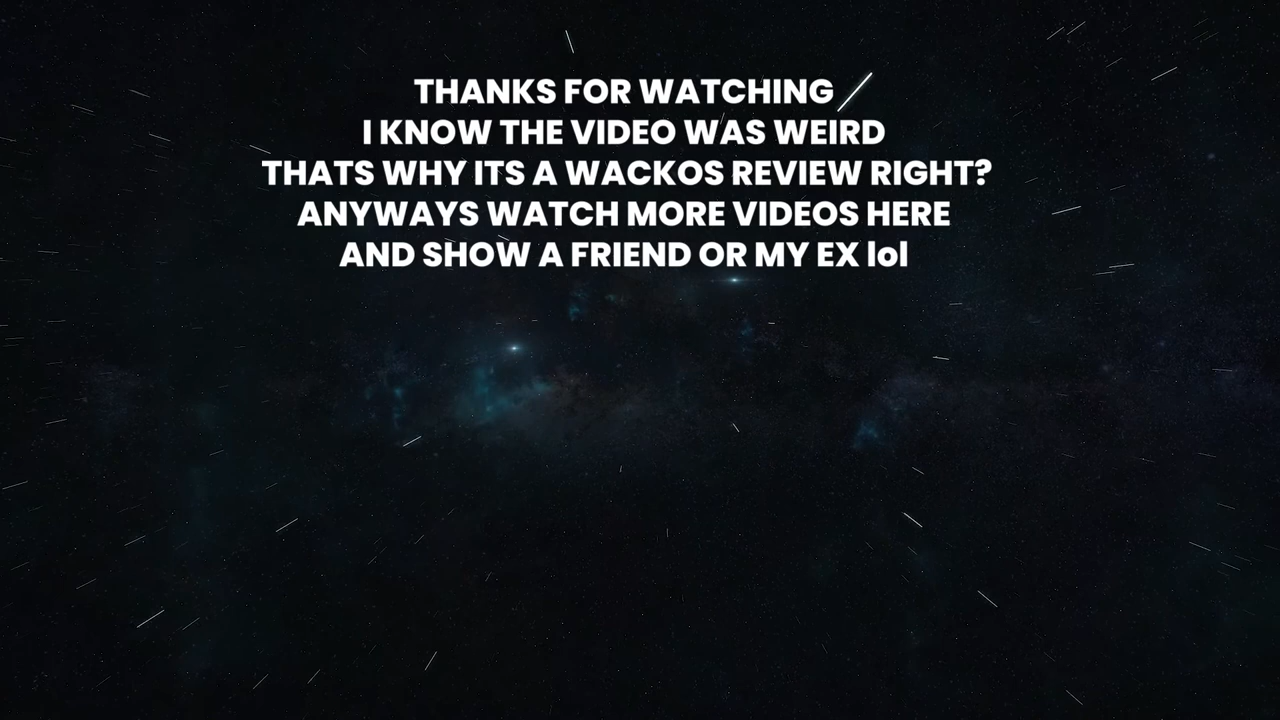 THANKS FOR WATCHING
I KNOW THE VIDEO WAS WEIRD
THATS WHY ITS A WACKOS REVIEW RIGHT?
ANYWAYS WATCH MORE VIDEOS HERE
AND SHOW A FRIEND OR MY EX lol